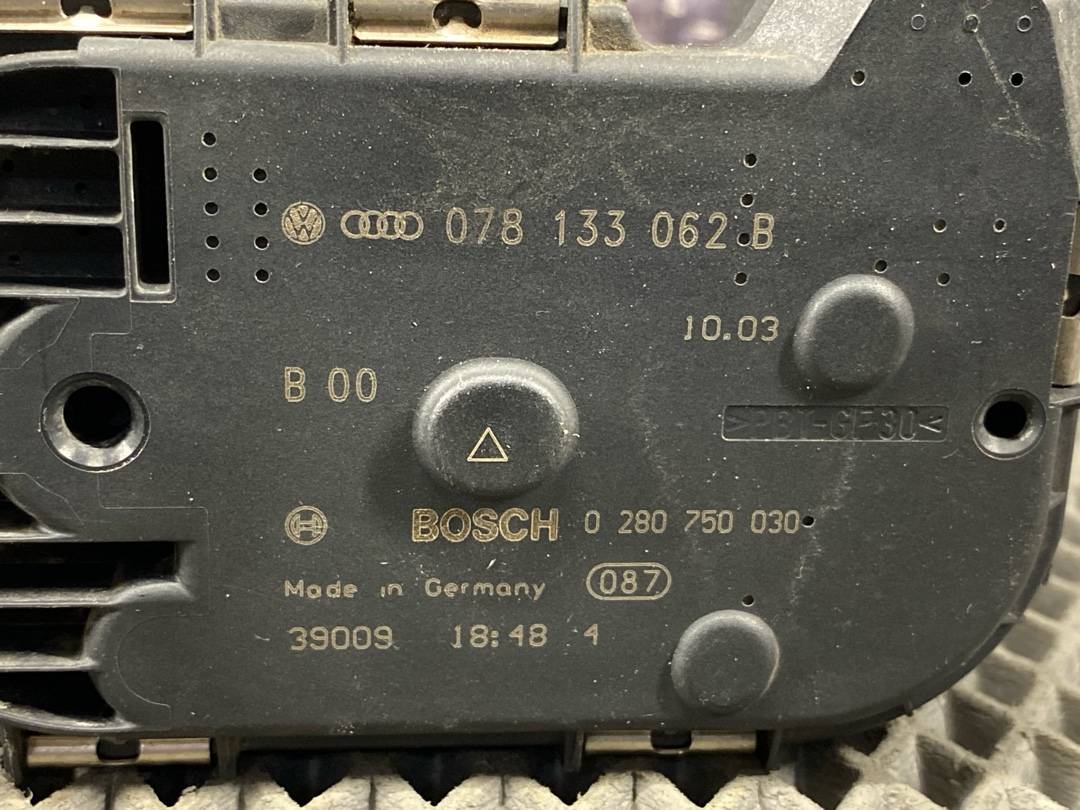 078 133 062 B
10.03
B 00
>PBT-GF30<
BOSCH 0 280 750 030
Made in Germany 087
39009 18:48 4